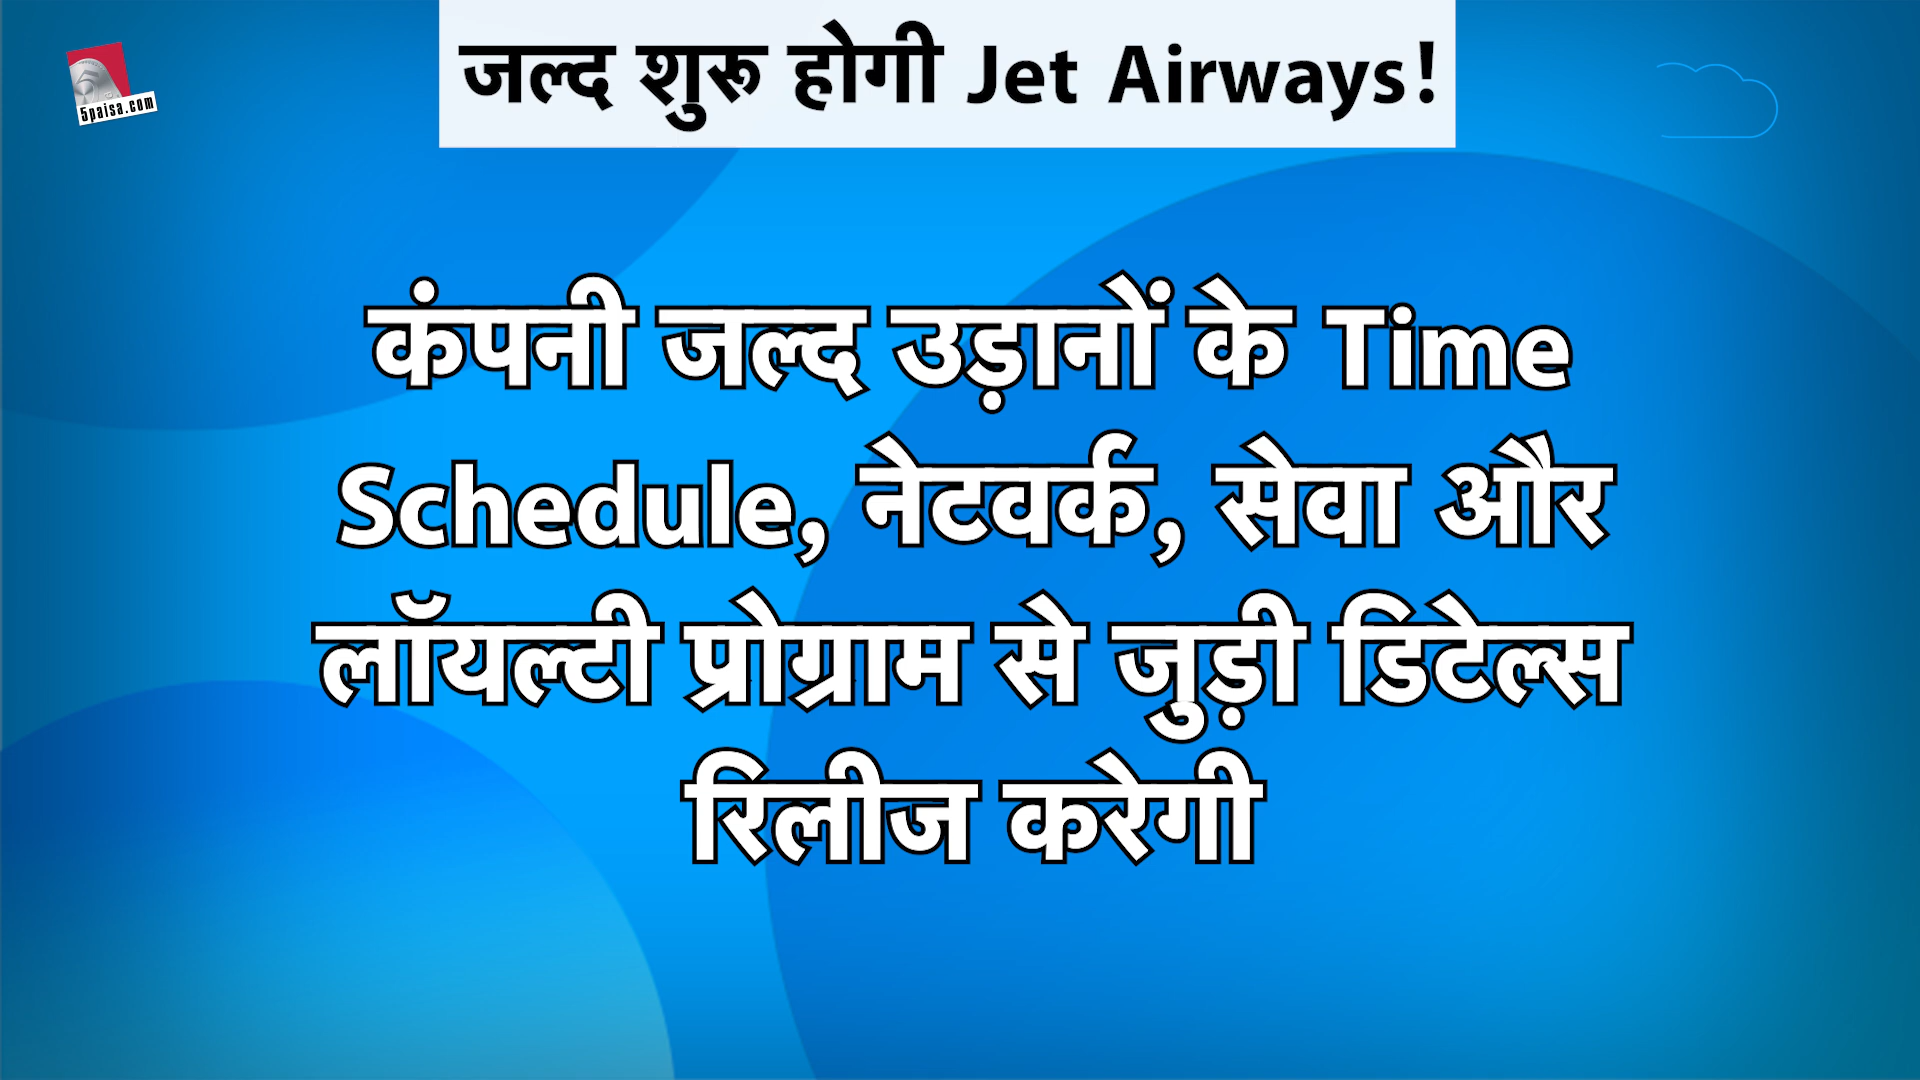 जल्द शुरू होगी Jet Airways!
5paisa.com
कंपनी जल्द उड़ानों के Time
Schedule, नेटवर्क, सेवा और
लॉयल्टी प्रोग्राम से जुड़ी डिटेल्स
रिलीज करेगी